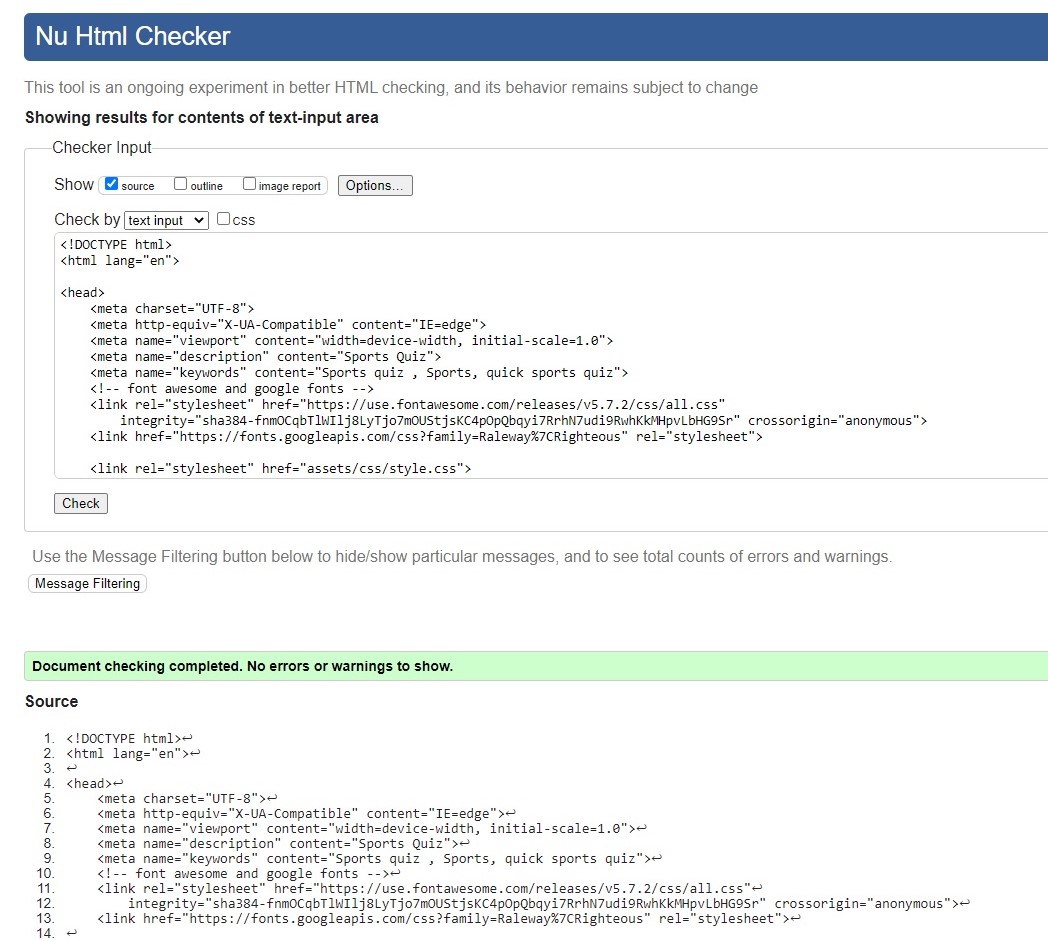 Nu Html Checker
This tool is an ongoing experiment in better HTML checking, and its behavior remains subject to change
Showing results for contents of text-input area
Checker Input
Show source outline image report Options...
Check by text input css
<!DOCTYPE html>
<html lang="en">
<head>
<meta charset="UTF-8">
<meta http-equiv="X-UA-Compatible" content="IE=edge">
<meta name="viewport" content="width=device-width, initial-scale=1.0">
<meta name="description" content="Sports Quiz">
<meta name="keywords" content="Sports quiz , Sports, quick sports quiz">
<!-- font awesome and google fonts -->
<link rel="stylesheet" href="https://use.fontawesome.com/releases/v5.7.2/css/all.css"
integrity="sha384-fnmOCqbTlWIlj8LyTjo7mOUStjsKC4pOpQbqyi7RrhN7udi9RwhKkMHpvLbHG9Sr" crossorigin="anonymous">
<link href="https://fonts.googleapis.com/css?family=Raleway%7CRighteous" rel="stylesheet">
<link rel="stylesheet" href="assets/css/style.css">
Check
Use the Message Filtering button below to hide/show particular messages, and to see total counts of errors and warnings.
Message Filtering
Document checking completed. No errors or warnings to show.
Source
1. <!DOCTYPE html>↩
2. <html lang="en">↩
3. ↩
4. <head>↩
5. <meta charset="UTF-8">↩
6. <meta http-equiv="X-UA-Compatible" content="IE=edge">↩
7. <meta name="viewport" content="width=device-width, initial-scale=1.0">↩
8. <meta name="description" content="Sports Quiz">↩
9. <meta name="keywords" content="Sports quiz , Sports, quick sports quiz">↩
10. <!-- font awesome and google fonts -->↩
11. <link rel="stylesheet" href="https://use.fontawesome.com/releases/v5.7.2/css/all.css"↩
12. integrity="sha384-fnmOCqbTlWIlj8LyTjo7mOUStjsKC4pOpQbqyi7RrhN7udi9RwhKkMHpvLbHG9Sr" crossorigin="anonymous">↩
13. <link href="https://fonts.googleapis.com/css?family=Raleway%7CRighteous" rel="stylesheet">↩
14. ↩